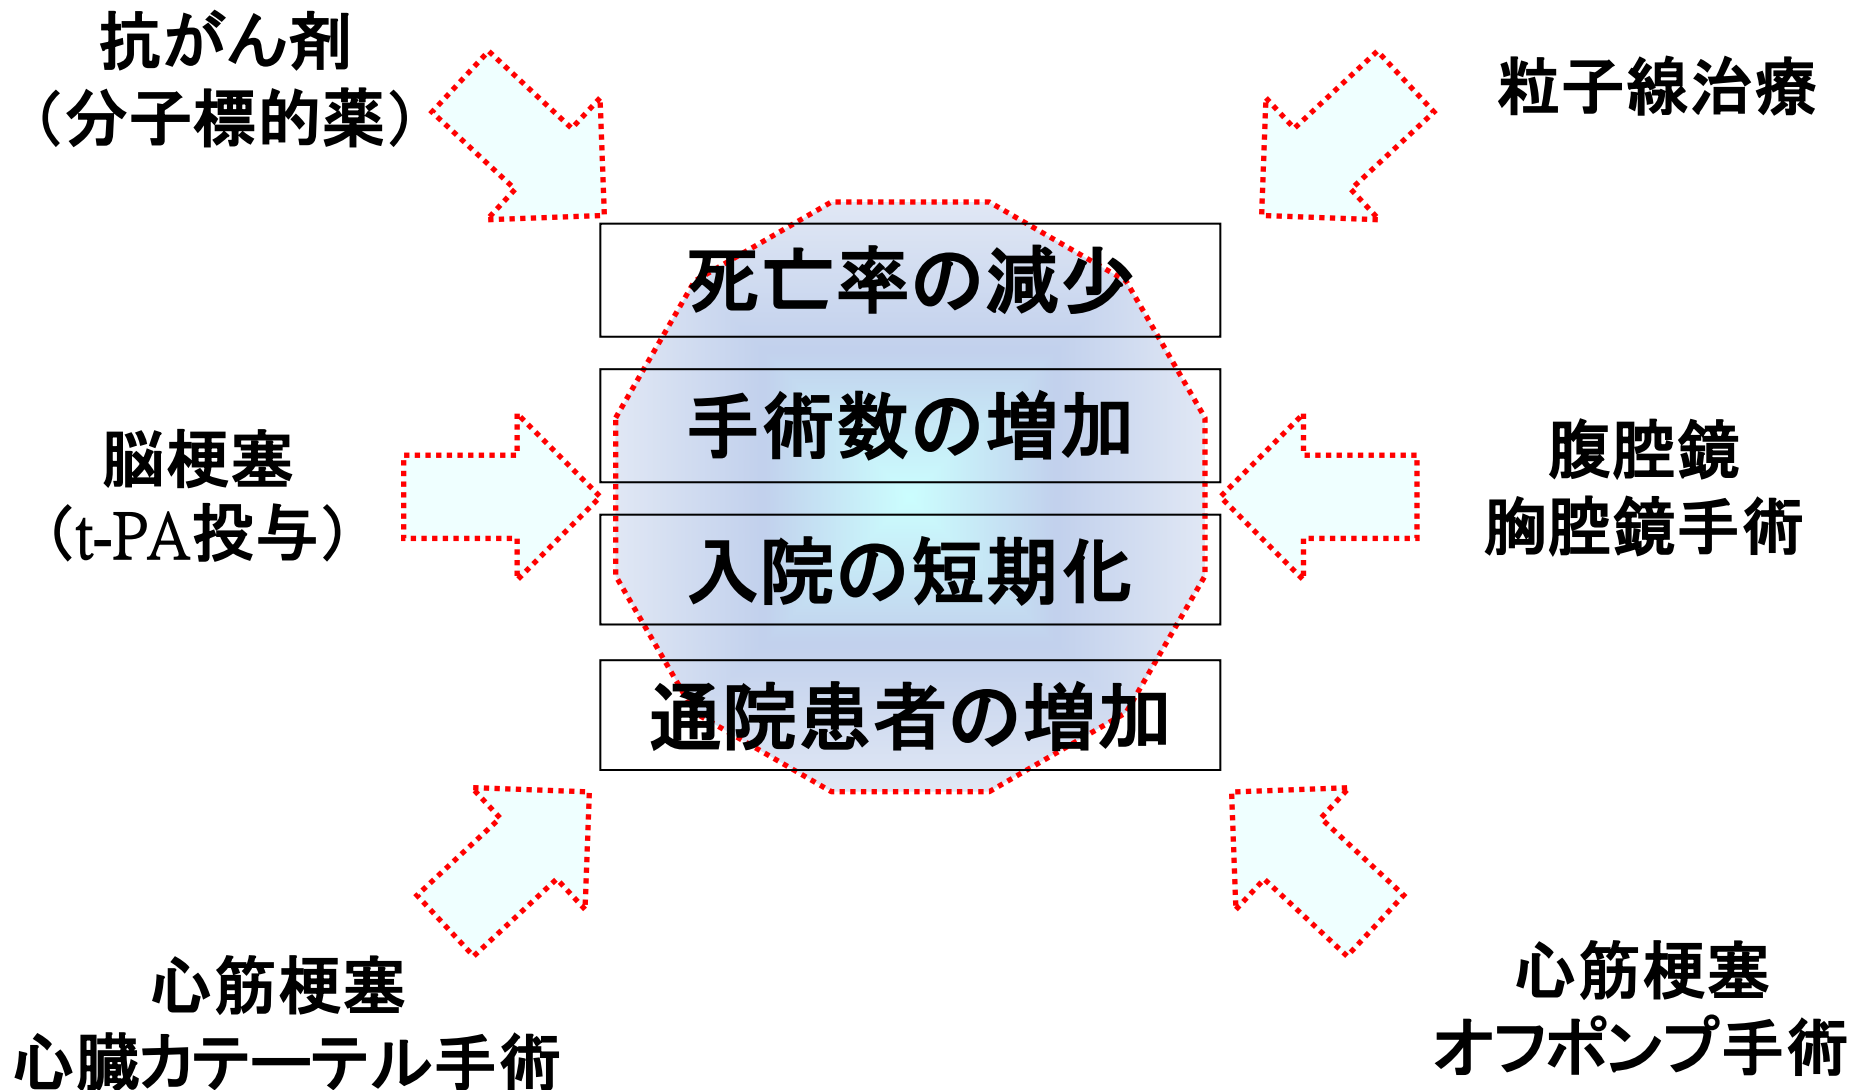 抗がん剤
（分子標的薬）
粒子線治療
死亡率の減少
手術数の増加
入院の短期化
通院患者の増加
脳梗塞
（t-PA投与）
腹腔鏡
胸腔鏡手術
心筋梗塞
心臓カテーテル手術
心筋梗塞
オフポンプ手術